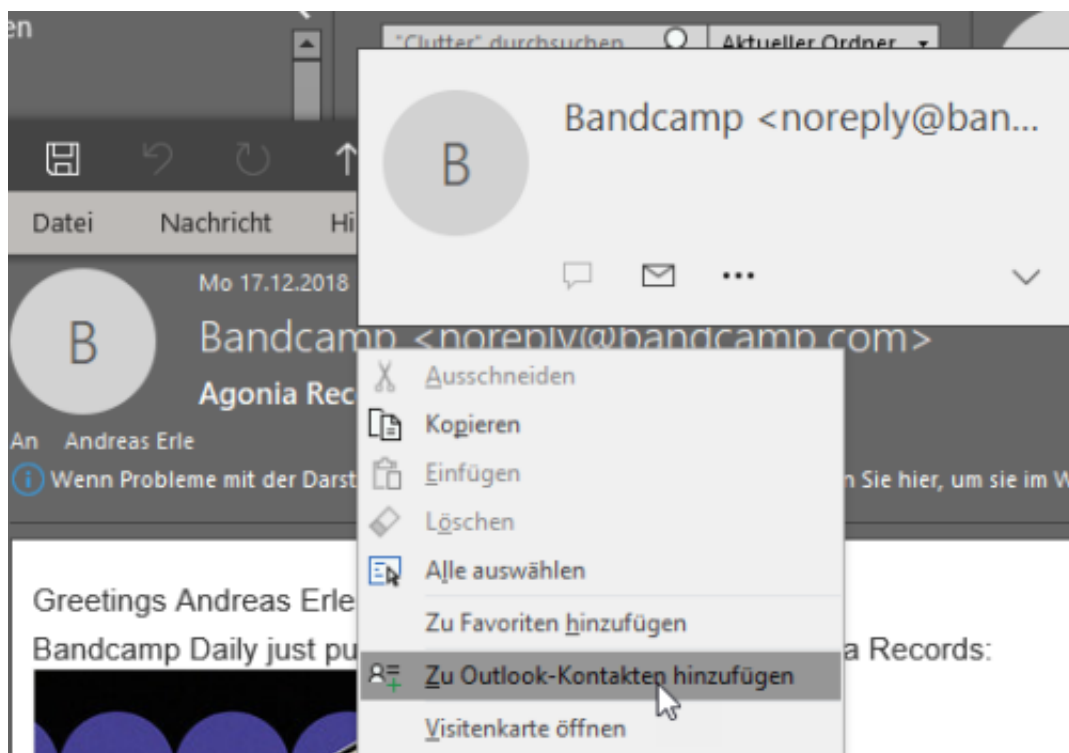 en
"Clutter" durchsuchen Aktueller Ordner
B
Bandcamp <noreply@ban...
Datei Nachricht Hi
Mo 17.12.2018
B
Bandcamp <noreply@bandcamp.com>
Agonia Rec
An Andreas Erle
Wenn Probleme mit der Darst
n Sie hier, um sie im W
Ausschneiden
Kopieren
Einfügen
Löschen
Alle auswählen
Zu Favoriten hinzufügen
Zu Outlook-Kontakten hinzufügen
Visitenkarte öffnen
Greetings Andreas Erle
Bandcamp Daily just pu
a Records: